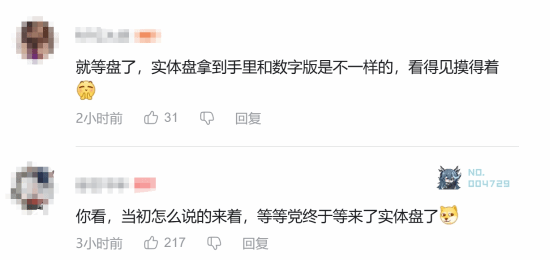 就等盘了，实体盘拿到手里和数字版是不一样的，看得见摸得着
2小时前 31 回复
NO.
004729
你看，当初怎么说的来着，等等党终于等来了实体盘了
3小时前 217 回复